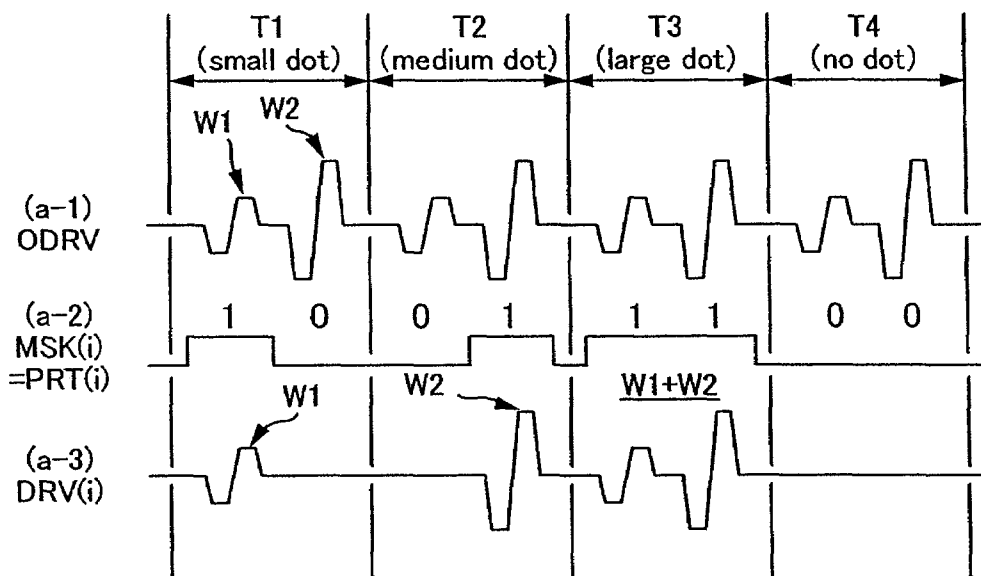 T1 T2 T3 T4
(small dot) (medium dot) (large dot) (no dot)
W1 W2
(a-1)
ODRV
(a-2) 1 0 0 1 1 1 0 0
MSK(i)
=PRT(i)
W1 W2 W1+W2
(a-3)
DRV(i)